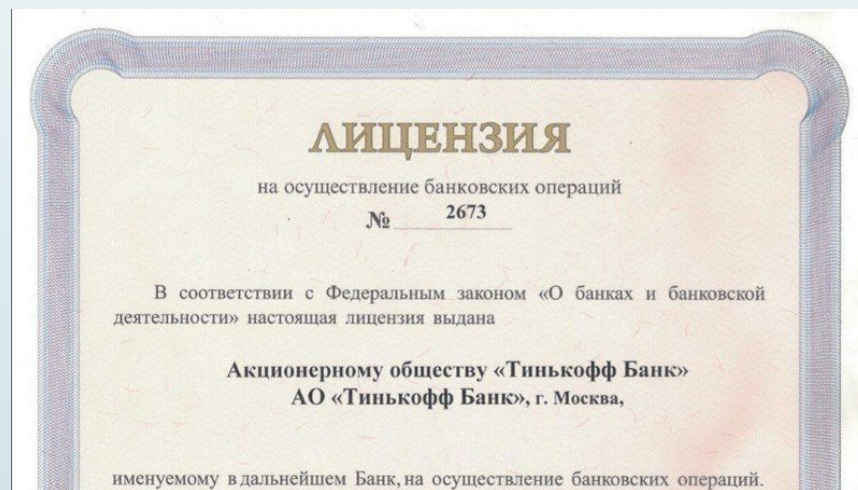 ЛИЦЕНЗИЯ
на осуществление банковских операций
№ 2673
В соответствии с Федеральным законом «О банках и банковской
деятельности» настоящая лицензия выдана
Акционерному обществу «Тинькофф Банк»
АО «Тинькофф Банк», г. Москва,
именуемому в дальнейшем Банк, на осуществление банковских операций.